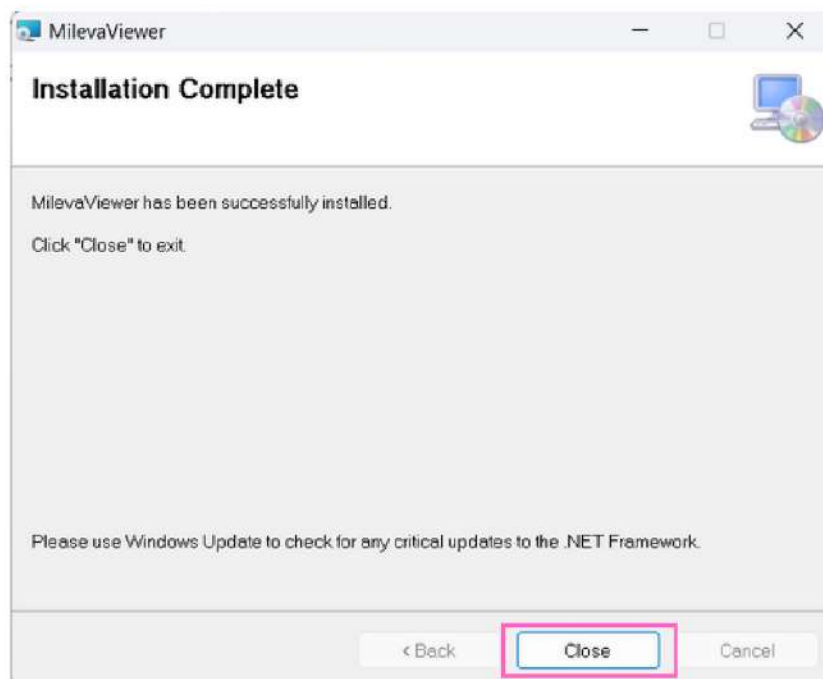 MilevaViewer
Installation Complete
MilevaViewer has been successfully installed.
Click "Close" to exit.
Please use Windows Update to check for any critical updates to the .NET Framework.
< Back
Close
Cancel